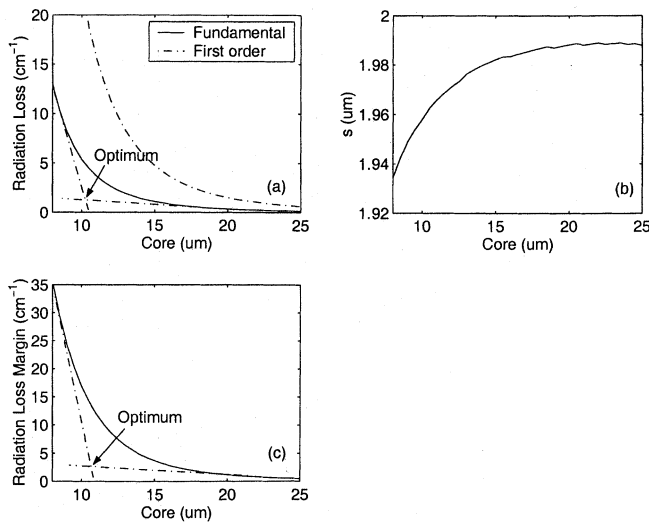 20
15
10
5
0
Radiation Loss (cm⁻¹)
Fundamental
First order
Optimum
(a)
10 15 20 25
Core (um)
2
1.98
1.96
1.94
1.92
s (um)
(b)
10 15 20 25
Core (um)
35
30
25
20
15
10
5
0
Radiation Loss Margin (cm⁻¹)
Optimum
(c)
10 15 20 25
Core (um)